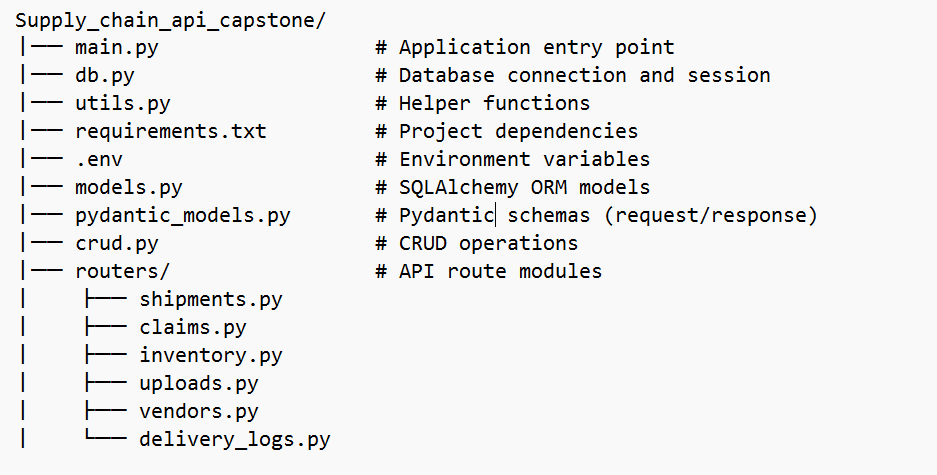 Supply_chain_api_capstone/
|── main.py # Application entry point
|── db.py # Database connection and session
|── utils.py # Helper functions
|── requirements.txt # Project dependencies
|── .env # Environment variables
|── models.py # SQLAlchemy ORM models
|── pydantic_models.py # Pydantic schemas (request/response)
|── crud.py # CRUD operations
|── routers/ # API route modules
| ├── shipments.py
| ├── claims.py
| ├── inventory.py
| ├── uploads.py
| ├── vendors.py
| └── delivery_logs.py